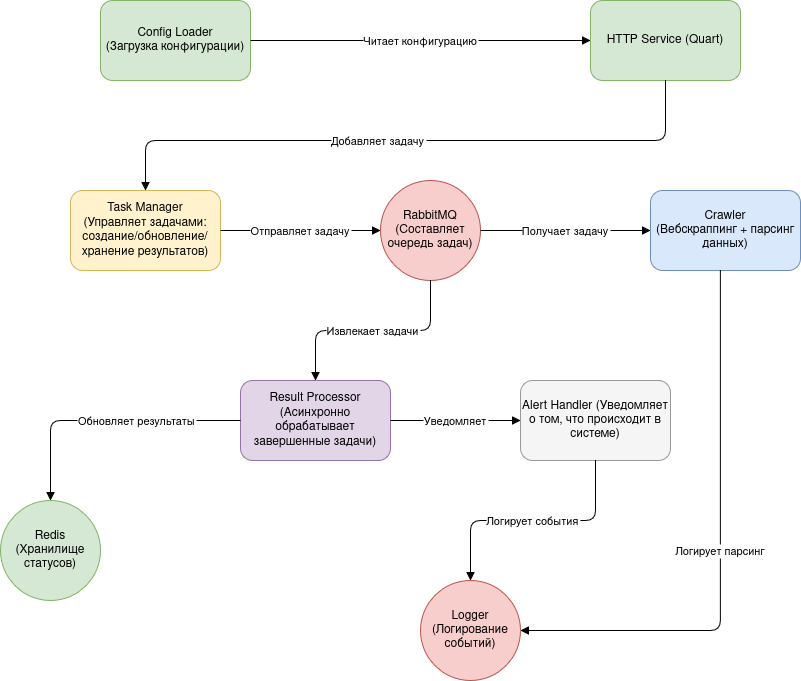 Config Loader
(Загрузка конфигурации)
Читает конфигурацию
HTTP Service (Quart)
Добавляет задачу
Task Manager
(Управляет задачами:
создание/обновление/
хранение результатов)
Отправляет задачу
RabbitMQ
(Составляет
очередь задач)
Получает задачу
Crawler
(Вебскраппинг + парсинг
данных)
Извлекает задачи
Result Processor
(Асинхронно
обрабатывает
завершенные задачи)
Обновляет результаты
Уведомляет
Alert Handler (Уведомляет
о том, что происходит в
системе)
Redis
(Хранилище
статусов)
Логирует события
Логирует парсинг
Logger
(Логирование
событий)